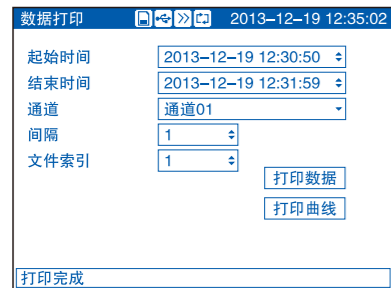 数据打印 2013–12–19 12:35:02
起始时间 2013–12–19 12:30:50
结束时间 2013–12–19 12:31:59
通道 通道01
间隔 1
文件索引 1
打印数据
打印曲线
打印完成